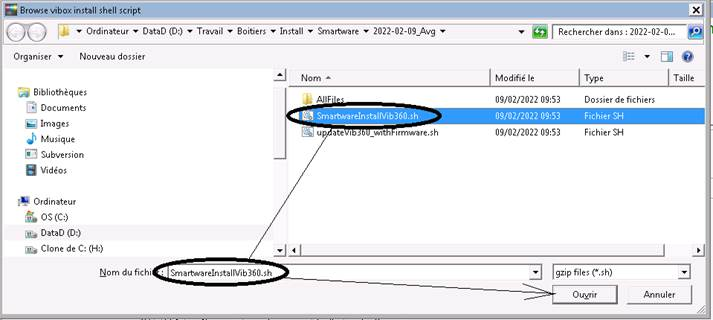 Browse vibox install shell script
Ordinateur ▸ DataD (D:) ▸ Travail ▸ Boitiers ▸ Install ▸ Smartware ▸ 2022-02-09_Avg
Rechercher dans : 2022-02-0...
Organiser Nouveau dossier
Nom Modifié le Type Taille
Bibliothèques
Documents
Images
Musique
Subversion
Vidéos
Ordinateur
OS (C:)
DataD (D:)
Clone de C: (H:)
AllFiles 09/02/2022 09:53 Dossier de fichiers
SmartwareInstallVib360.sh 09/02/2022 09:53 Fichier SH
updateVib360_withFirmware.sh 09/02/2022 09:53 Fichier SH
Nom du fichier : SmartwareInstallVib360.sh
gzip files (*.sh)
Ouvrir Annuler